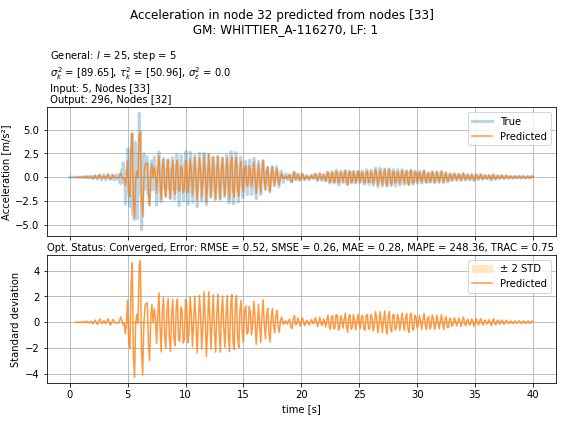 Acceleration in node 32 predicted from nodes [33]
GM: WHITTIER_A-116270, LF: 1
General: l = 25, step = 5
σ²ₖ = [89.65], τ²ₖ = [50.96], σ²ε = 0.0
Input: 5, Nodes [33]
Output: 296, Nodes [32]
Acceleration [m/s²]
5.0
2.5
0.0
−2.5
−5.0
True
Predicted
Opt. Status: Converged, Error: RMSE = 0.52, SMSE = 0.26, MAE = 0.28, MAPE = 248.36, TRAC = 0.75
Standard deviation
4
2
0
−2
−4
± 2 STD
Predicted
0 5 10 15 20 25 30 35 40
time [s]